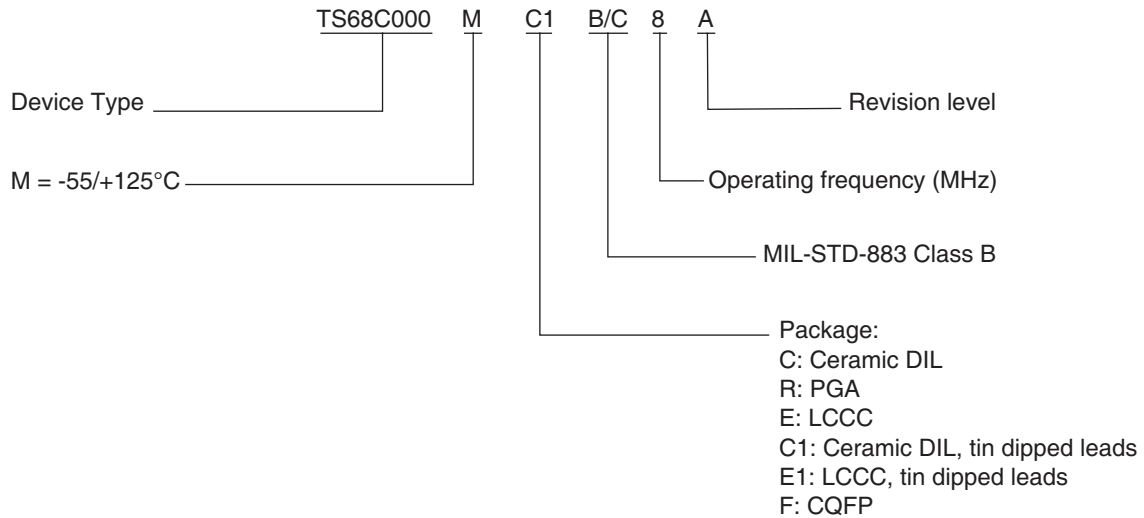 TS68C000 M C1 B/C 8 A
Device Type
Revision level
M = -55/+125°C
Operating frequency (MHz)
MIL-STD-883 Class B
Package:
C: Ceramic DIL
R: PGA
E: LCCC
C1: Ceramic DIL, tin dipped leads
E1: LCCC, tin dipped leads
F: CQFP